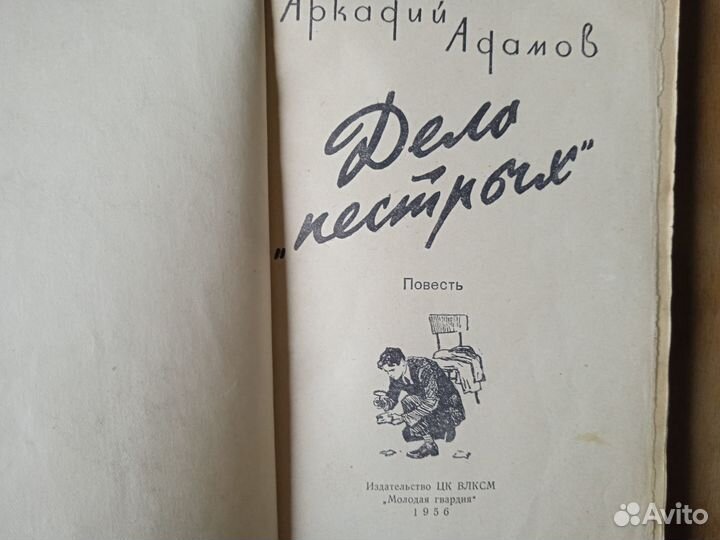 Аркадий
Адамов
Дело
„пестрых"
Повесть
Издательство ЦК ВЛКСМ
„Молодая гвардия"
1956
Avito